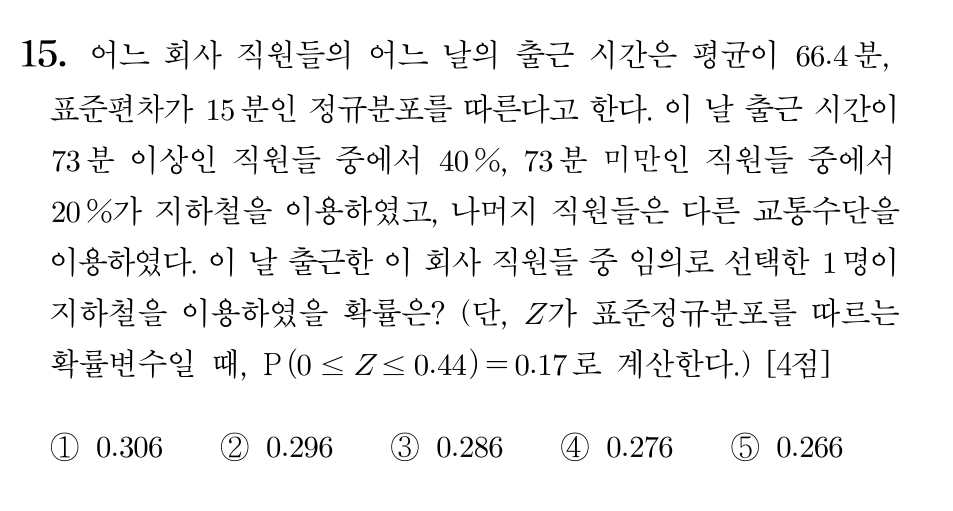 15. 어느 회사 직원들의 어느 날의 출근 시간은 평균이 66.4분,
표준편차가 15분인 정규분포를 따른다고 한다. 이 날 출근 시간이
73분 이상인 직원들 중에서 40%, 73분 미만인 직원들 중에서
20%가 지하철을 이용하였고, 나머지 직원들은 다른 교통수단을
이용하였다. 이 날 출근한 이 회사 직원들 중 임의로 선택한 1명이
지하철을 이용하였을 확률은? (단, Z가 표준정규분포를 따르는
확률변수일 때, P(0 ≤ Z ≤ 0.44) = 0.17로 계산한다.) [4점]
① 0.306 ② 0.296 ③ 0.286 ④ 0.276 ⑤ 0.266